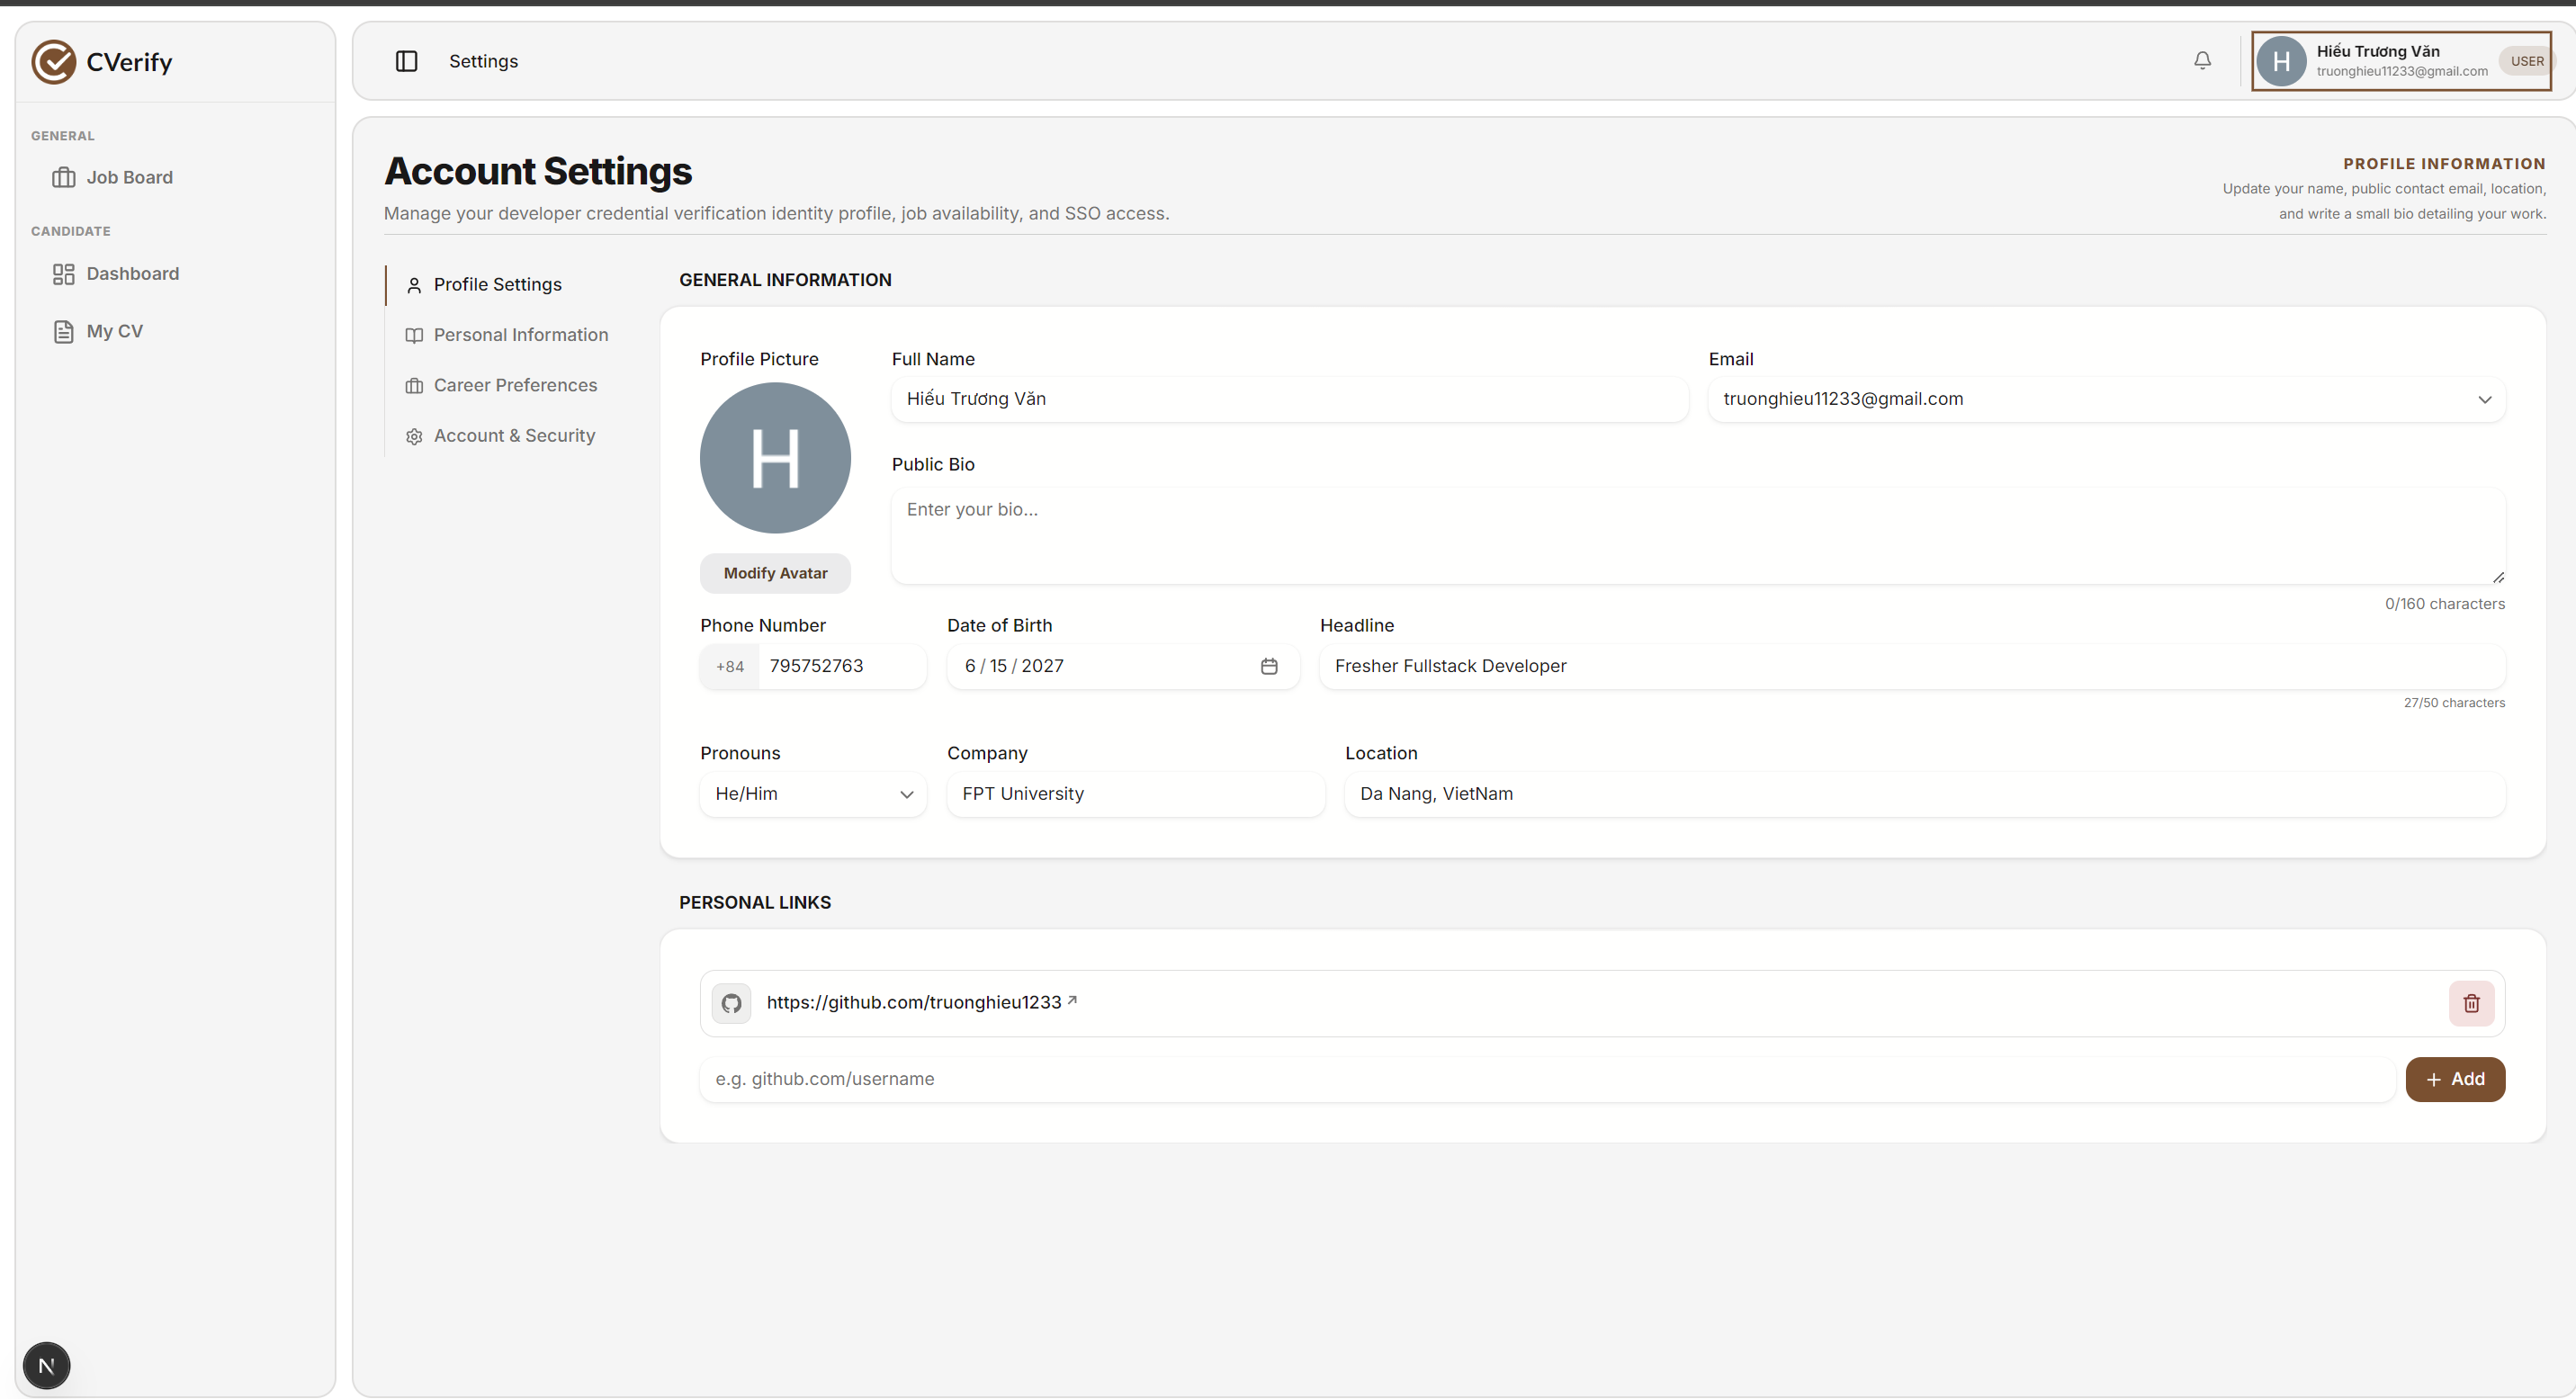 CVerify
GENERAL
Job Board
CANDIDATE
Dashboard
My CV
N
Settings
H
Hiếu Trương Văn
truonghieu11233@gmail.com
USER
Account Settings
Manage your developer credential verification identity profile, job availability, and SSO access.
PROFILE INFORMATION
Update your name, public contact email, location,
and write a small bio detailing your work.
Profile Settings
Personal Information
Career Preferences
Account & Security
GENERAL INFORMATION
Profile Picture
H
Modify Avatar
Full Name
Hiếu Trương Văn
Email
truonghieu11233@gmail.com
Public Bio
Enter your bio...
0/160 characters
Phone Number
+84 795752763
Date of Birth
6 / 15 / 2027
Headline
Fresher Fullstack Developer
27/50 characters
Pronouns
He/Him
Company
FPT University
Location
Da Nang, VietNam
PERSONAL LINKS
https://github.com/truonghieu1233
e.g. github.com/username
Add